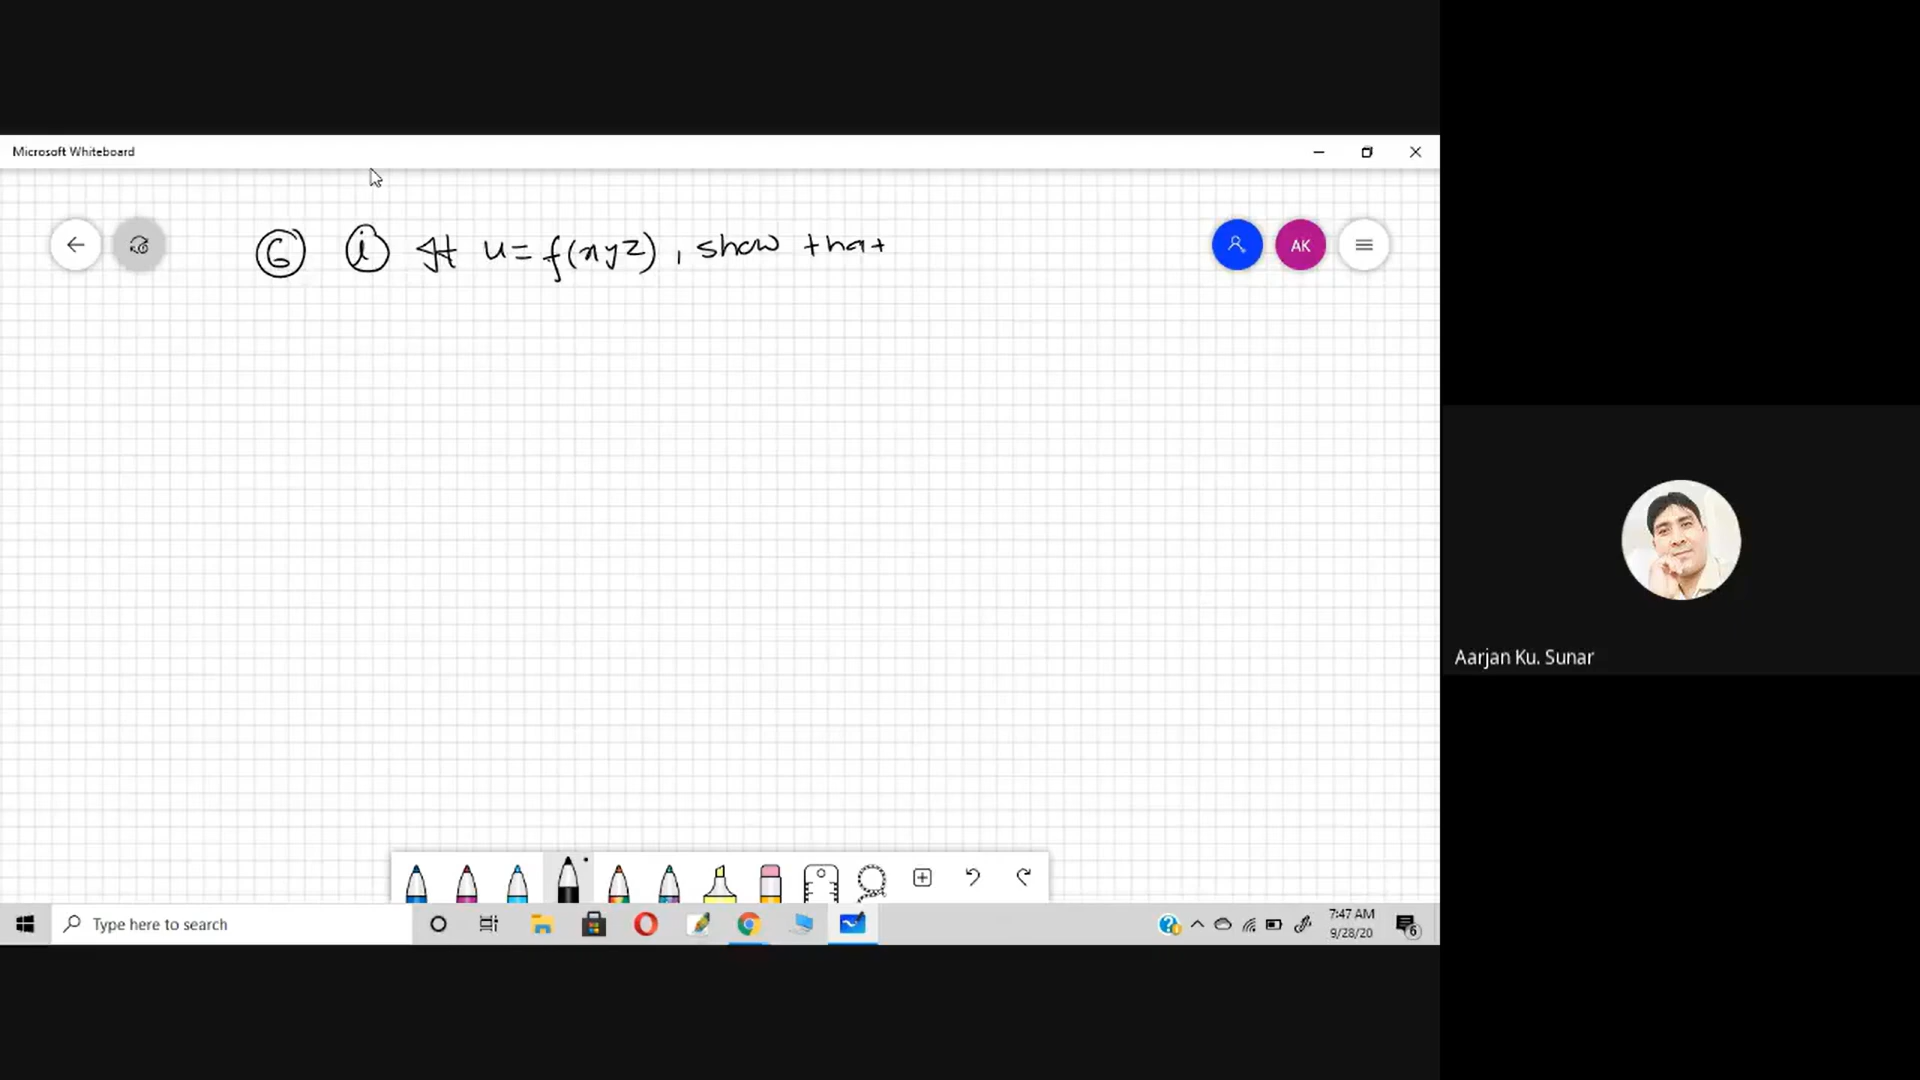 Microsoft Whiteboard
6 i If u = f(xyz), show that
AK
Aarjan Ku. Sunar
Type here to search
7:47 AM
9/28/20
6